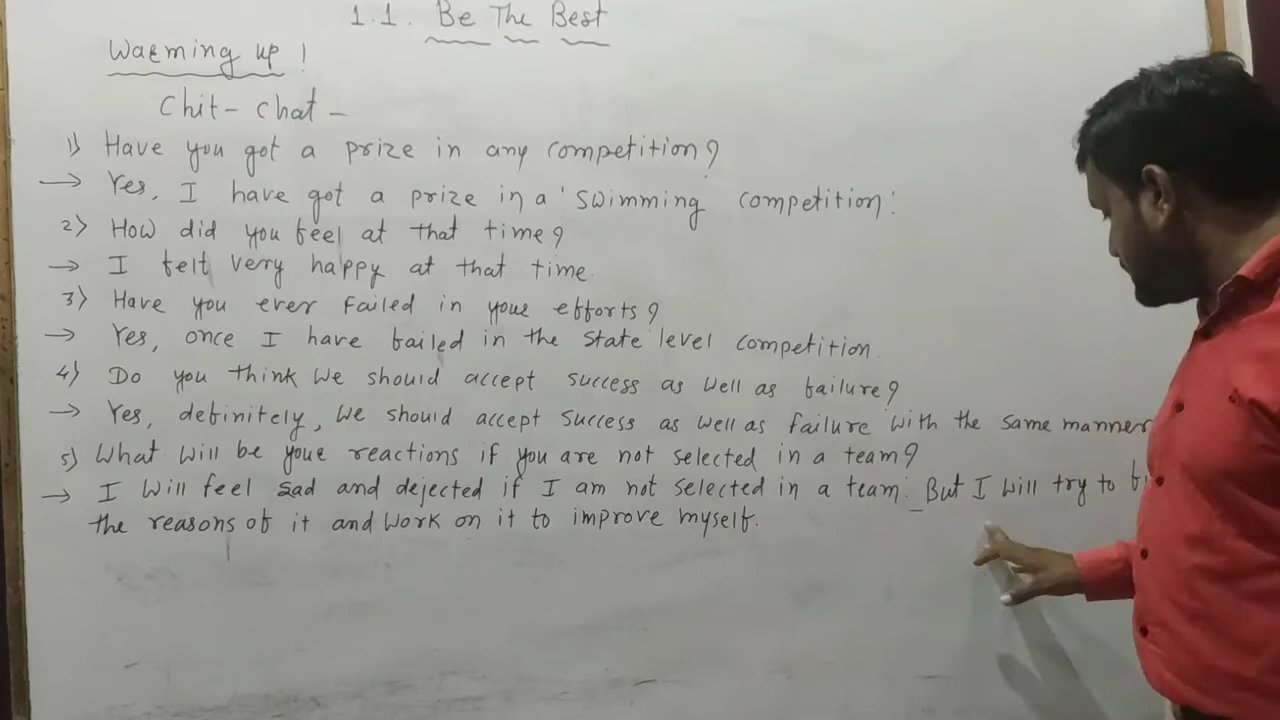 1.1. Be The Best
Warming up !
Chit - chat -
1) Have you got a prize in any competition?
→ Yes, I have got a prize in a 'swimming competition.'
2) How did you feel at that time?
→ I felt very happy at that time.
3) Have you ever failed in your efforts?
→ Yes, once I have failed in the state level competition.
4) Do you think we should accept success as well as failure?
→ Yes, definitely, we should accept success as well as failure with the same manner
5) What will be your reactions if you are not selected in a team?
→ I will feel sad and dejected if I am not selected in a team. But I will try to
the reasons of it and work on it to improve myself.